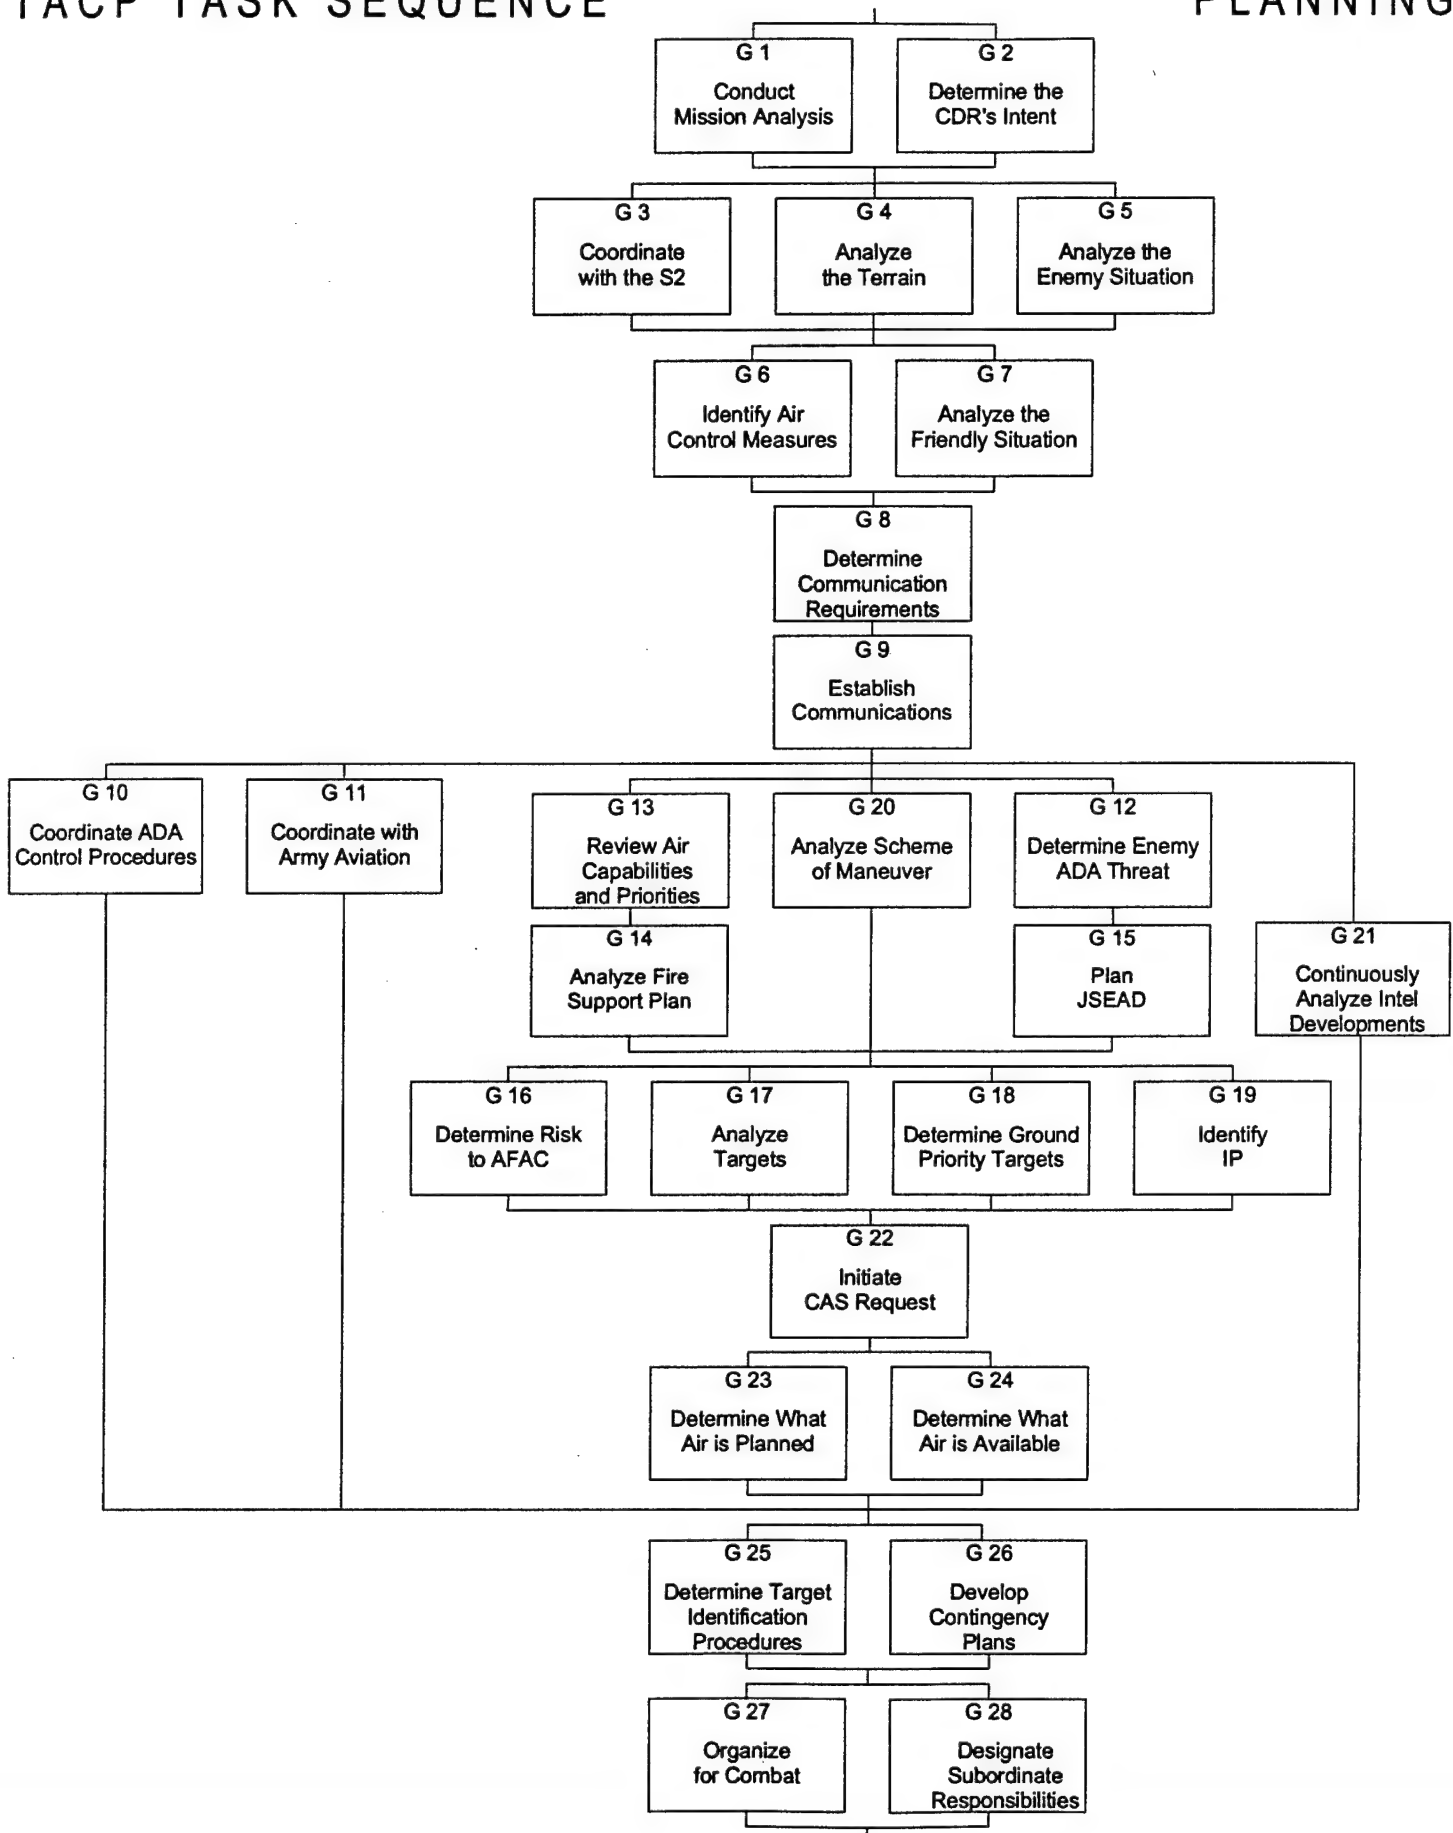 TACP TASK SEQUENCE
PLANNING
G 1
Conduct
Mission Analysis
G 2
Determine the
CDR's Intent
G 3
Coordinate
with the S2
G 4
Analyze
the Terrain
G 5
Analyze the
Enemy Situation
G 6
Identify Air
Control Measures
G 7
Analyze the
Friendly Situation
G 8
Determine
Communication
Requirements
G 9
Establish
Communications
G 10
Coordinate ADA
Control Procedures
G 11
Coordinate with
Army Aviation
G 13
Review Air
Capabilities
and Priorities
G 20
Analyze Scheme
of Maneuver
G 12
Determine Enemy
ADA Threat
G 14
Analyze Fire
Support Plan
G 15
Plan
JSEAD
G 21
Continuously
Analyze Intel
Developments
G 16
Determine Risk
to AFAC
G 17
Analyze
Targets
G 18
Determine Ground
Priority Targets
G 19
Identify
IP
G 22
Initiate
CAS Request
G 23
Determine What
Air is Planned
G 24
Determine What
Air is Available
G 25
Determine Target
Identification
Procedures
G 26
Develop
Contingency
Plans
G 27
Organize
for Combat
G 28
Designate
Subordinate
Responsibilities